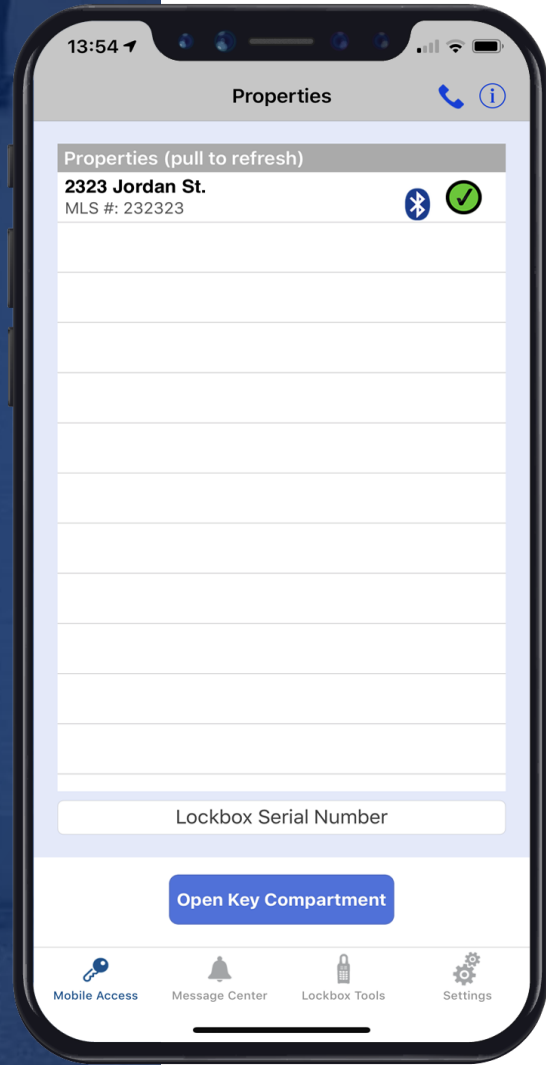 13:54
Properties
Properties (pull to refresh)
2323 Jordan St.
MLS #: 232323
Lockbox Serial Number
Open Key Compartment
Mobile Access
Message Center
Lockbox Tools
Settings